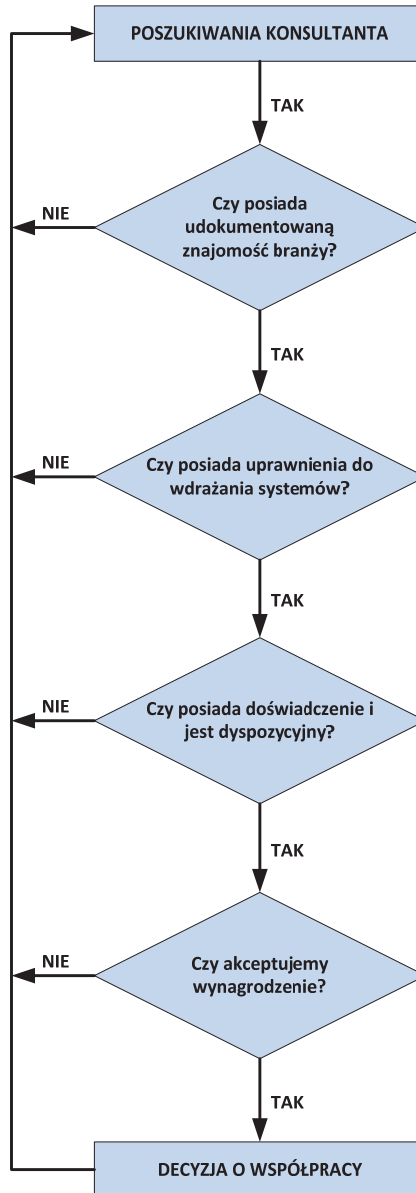 POSZUKIWANIA KONSULTANTA
TAK
Czy posiada
udokumentowaną
znajomość branży?
NIE
TAK
Czy posiada uprawnienia do
wdrażania systemów?
NIE
TAK
Czy posiada doświadczenie i
jest dyspozycyjny?
NIE
TAK
Czy akceptujemy
wynagrodzenie?
NIE
TAK
DECYZJA O WSPÓŁPRACY